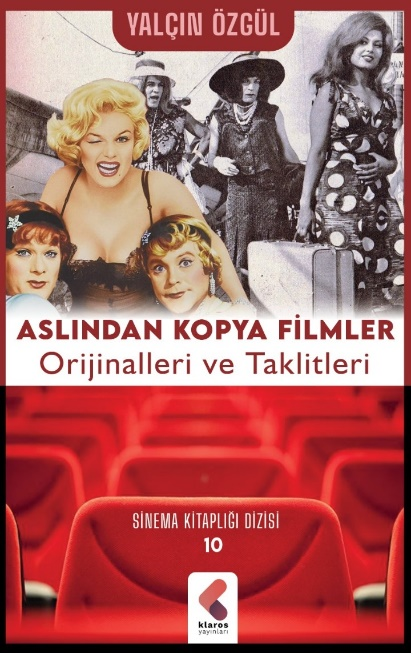 YALÇIN ÖZGÜL
ASLINDAN KOPYA FİLMLER
Orijinalleri ve Taklitleri
SİNEMA KİTAPLIĞI DİZİSİ
10
klaros
yayınları